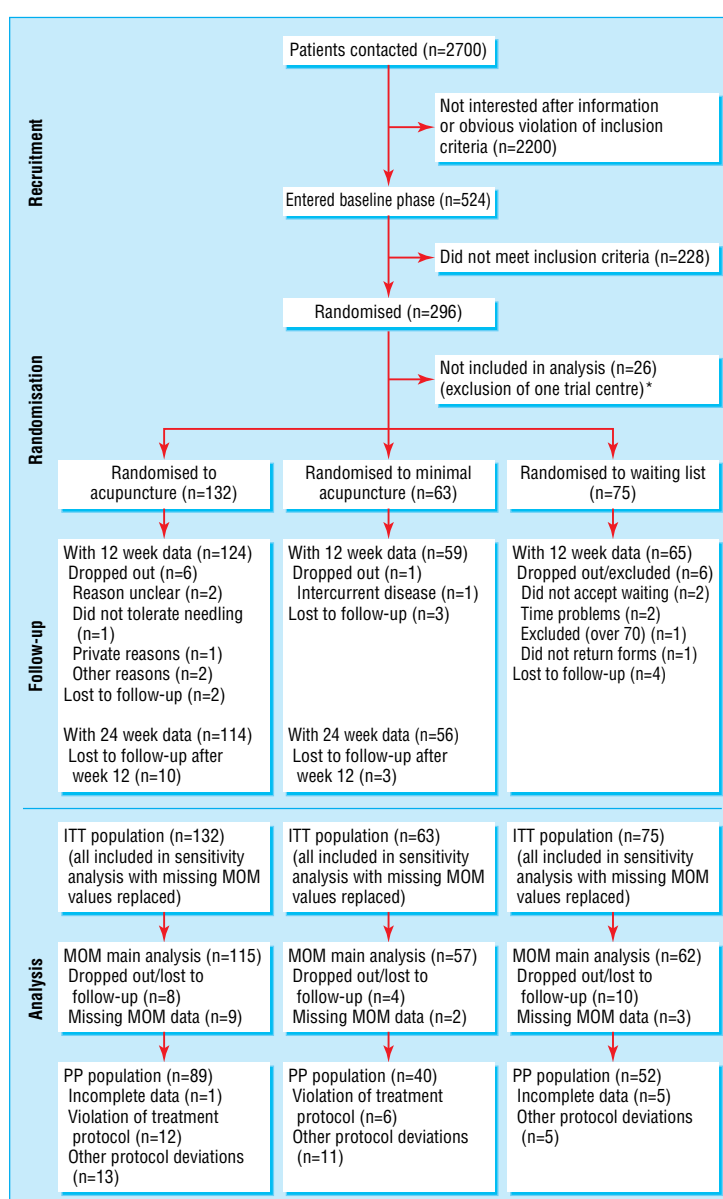 Patients contacted (n=2700)
Not interested after information
or obvious violation of inclusion
criteria (n=2200)
Recruitment
Entered baseline phase (n=524)
Did not meet inclusion criteria (n=228)
Randomised (n=296)
Not included in analysis (n=26)
(exclusion of one trial centre)*
Randomisation
Randomised to
acupuncture (n=132)
Randomised to minimal
acupuncture (n=63)
Randomised to waiting list
(n=75)
Follow-up
With 12 week data (n=124)
Dropped out (n=6)
Reason unclear (n=2)
Did not tolerate needling
(n=1)
Private reasons (n=1)
Other reasons (n=2)
Lost to follow-up (n=2)
With 24 week data (n=114)
Lost to follow-up after
week 12 (n=10)
With 12 week data (n=59)
Dropped out (n=1)
Intercurrent disease (n=1)
Lost to follow-up (n=3)
With 24 week data (n=56)
Lost to follow-up after
week 12 (n=3)
With 12 week data (n=65)
Dropped out/excluded (n=6)
Did not accept waiting (n=2)
Time problems (n=2)
Excluded (over 70) (n=1)
Did not return forms (n=1)
Lost to follow-up (n=4)
Analysis
ITT population (n=132)
(all included in sensitivity
analysis with missing MOM
values replaced)
ITT population (n=63)
(all included in sensitivity
analysis with missing MOM
values replaced)
ITT population (n=75)
(all included in sensitivity
analysis with missing MOM
values replaced)
MOM main analysis (n=115)
Dropped out/lost to
follow-up (n=8)
Missing MOM data (n=9)
MOM main analysis (n=57)
Dropped out/lost to
follow-up (n=4)
Missing MOM data (n=2)
MOM main analysis (n=62)
Dropped out/lost to
follow-up (n=10)
Missing MOM data (n=3)
PP population (n=89)
Incomplete data (n=1)
Violation of treatment
protocol (n=12)
Other protocol deviations
(n=13)
PP population (n=40)
Violation of treatment
protocol (n=6)
Other protocol deviations
(n=11)
PP population (n=52)
Incomplete data (n=5)
Other protocol deviations
(n=5)